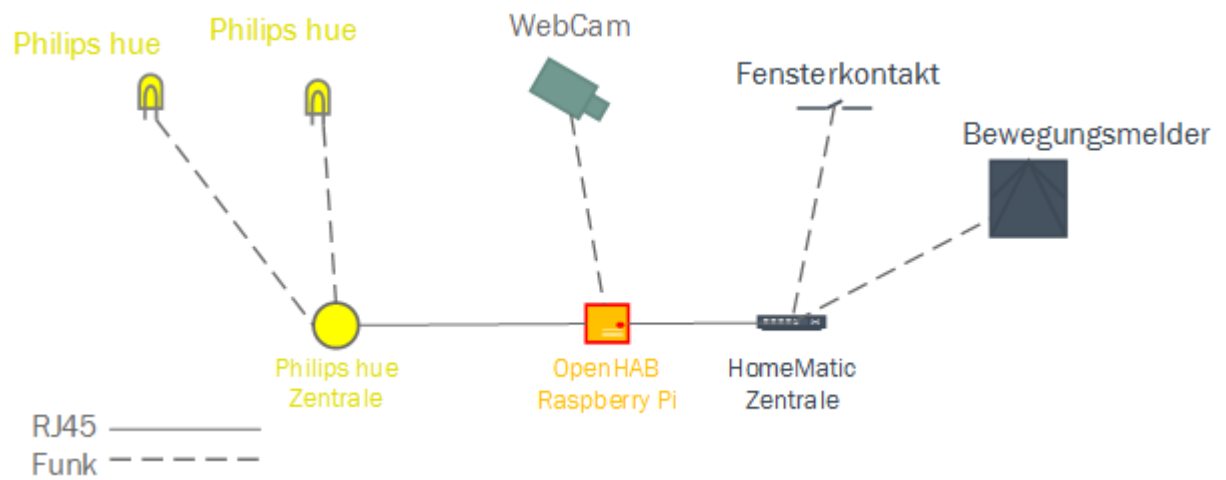 Philips hue
Philips hue
WebCam
Fensterkontakt
Bewegungsmelder
Philips hue
Zentrale
OpenHAB
Raspberry Pi
HomeMatic
Zentrale
RJ45
Funk